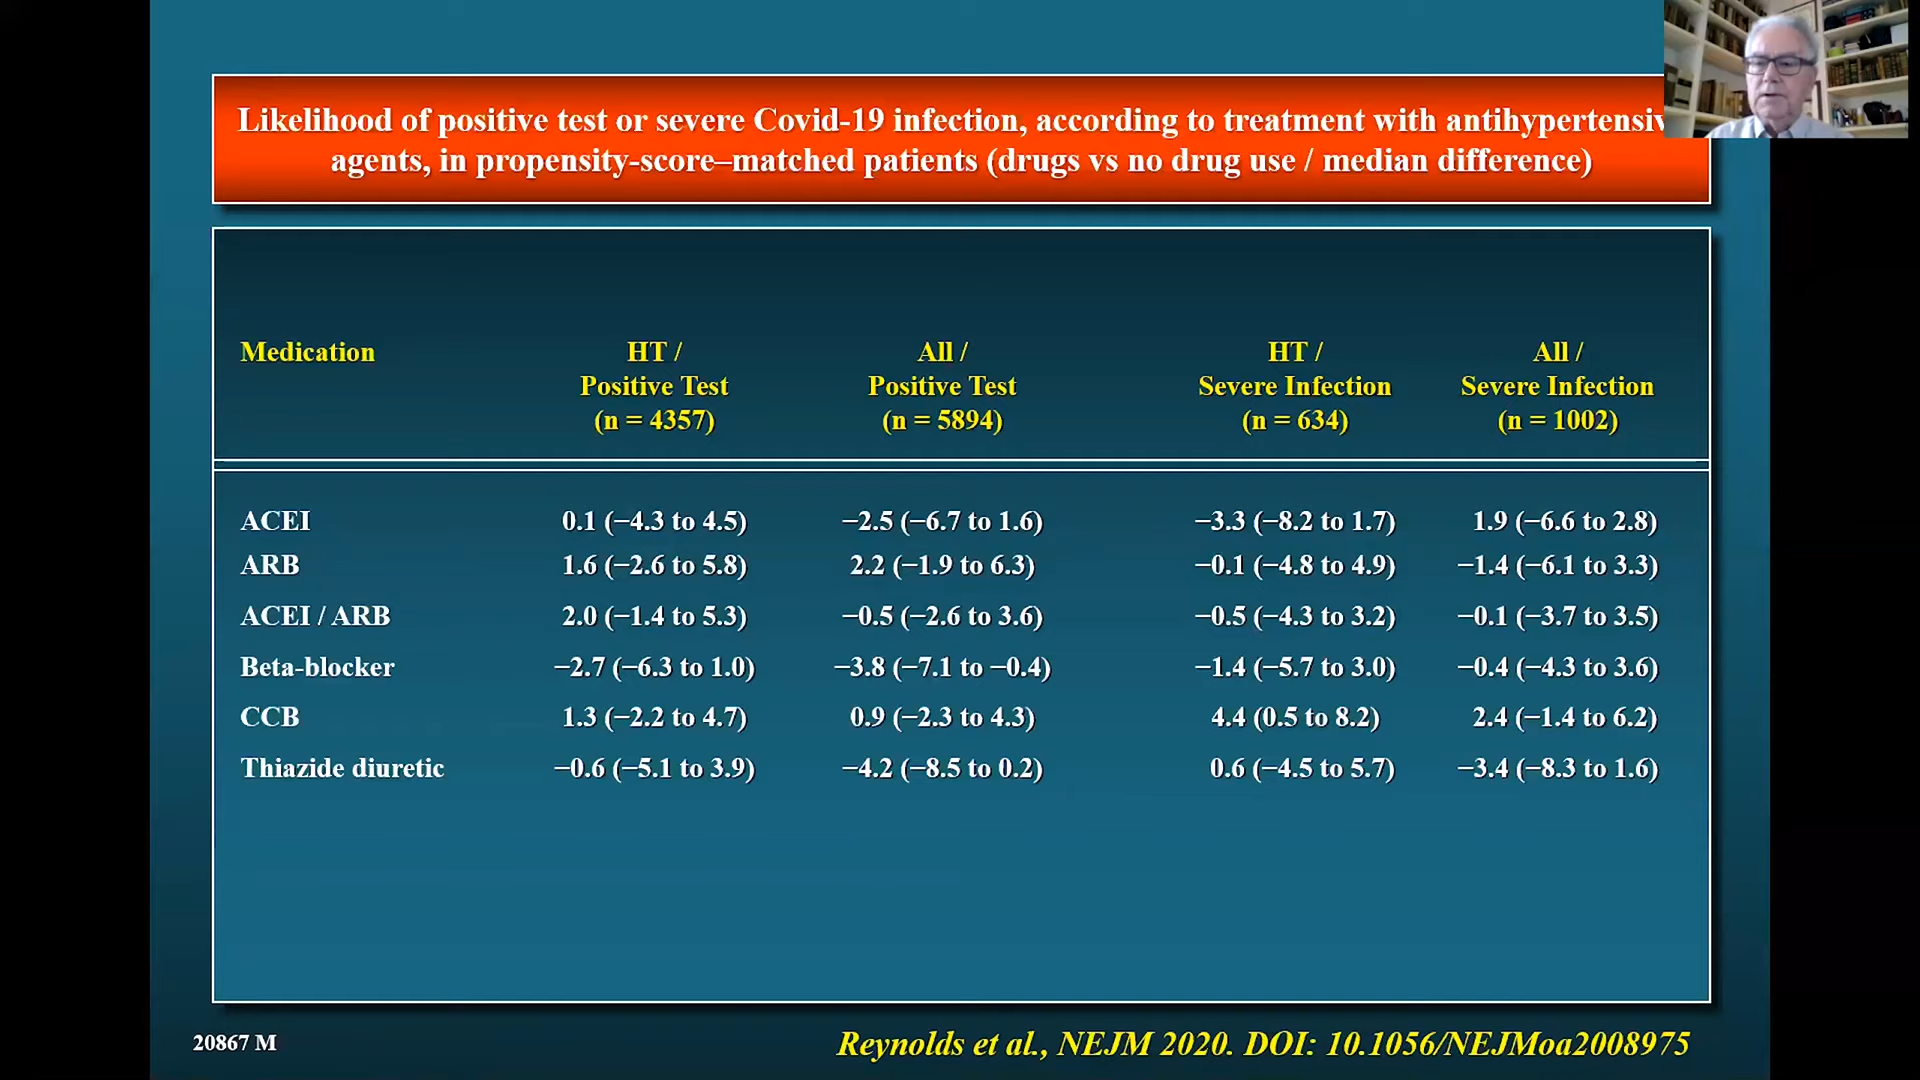 Likelihood of positive test or severe Covid-19 infection, according to treatment with antihypertensiv
agents, in propensity-score–matched patients (drugs vs no drug use / median difference)
Medication HT / Positive Test (n = 4357) All / Positive Test (n = 5894) HT / Severe Infection (n = 634) All / Severe Infection (n = 1002)
ACEI 0.1 (−4.3 to 4.5) −2.5 (−6.7 to 1.6) −3.3 (−8.2 to 1.7) 1.9 (−6.6 to 2.8)
ARB 1.6 (−2.6 to 5.8) 2.2 (−1.9 to 6.3) −0.1 (−4.8 to 4.9) −1.4 (−6.1 to 3.3)
ACEI / ARB 2.0 (−1.4 to 5.3) −0.5 (−2.6 to 3.6) −0.5 (−4.3 to 3.2) −0.1 (−3.7 to 3.5)
Beta-blocker −2.7 (−6.3 to 1.0) −3.8 (−7.1 to −0.4) −1.4 (−5.7 to 3.0) −0.4 (−4.3 to 3.6)
CCB 1.3 (−2.2 to 4.7) 0.9 (−2.3 to 4.3) 4.4 (0.5 to 8.2) 2.4 (−1.4 to 6.2)
Thiazide diuretic −0.6 (−5.1 to 3.9) −4.2 (−8.5 to 0.2) 0.6 (−4.5 to 5.7) −3.4 (−8.3 to 1.6)
20867 M
Reynolds et al., NEJM 2020. DOI: 10.1056/NEJMoa2008975